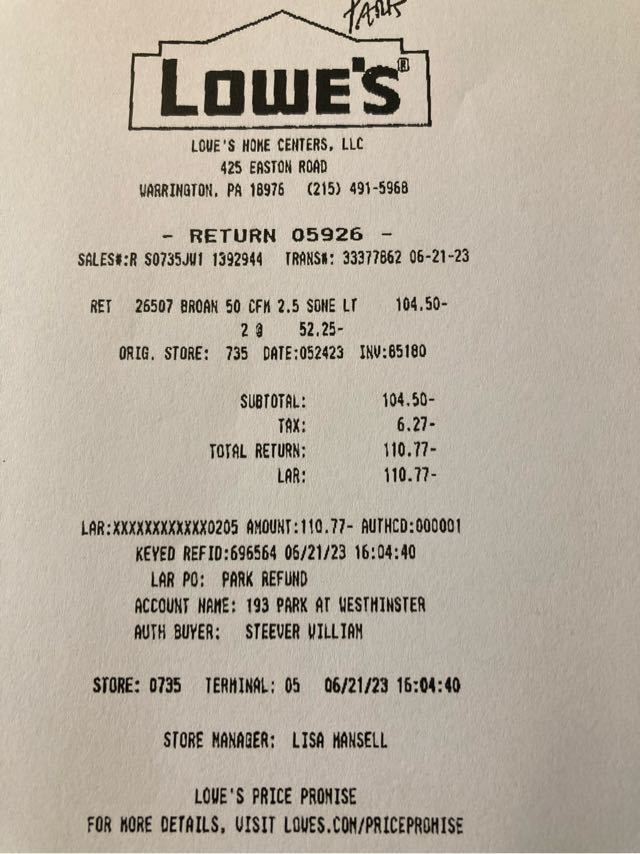 PARK
LOWE'S®
LOWE'S HOME CENTERS, LLC
425 EASTON ROAD
WARRINGTON, PA 18976 (215) 491-5968
- RETURN 05926 -
SALES#:R S0735JW1 1392944 TRANS#: 33377862 06-21-23
RET 26507 BROAN 50 CFM 2.5 SONE LT 104.50-
2 @ 52.25-
ORIG. STORE: 735 DATE:052423 INV:85180
SUBTOTAL: 104.50-
TAX: 6.27-
TOTAL RETURN: 110.77-
LAR: 110.77-
LAR:XXXXXXXXXXXX0205 AMOUNT:110.77- AUTHCD:000001
KEYED REFID:696564 06/21/23 16:04:40
LAR PO: PARK REFUND
ACCOUNT NAME: 193 PARK AT WESTMINSTER
AUTH BUYER: STEEVER WILLIAM
STORE: 0735 TERMINAL: 05 06/21/23 16:04:40
STORE MANAGER: LISA MANSELL
LOWE'S PRICE PROMISE
FOR MORE DETAILS, VISIT LOWES.COM/PRICEPROMISE